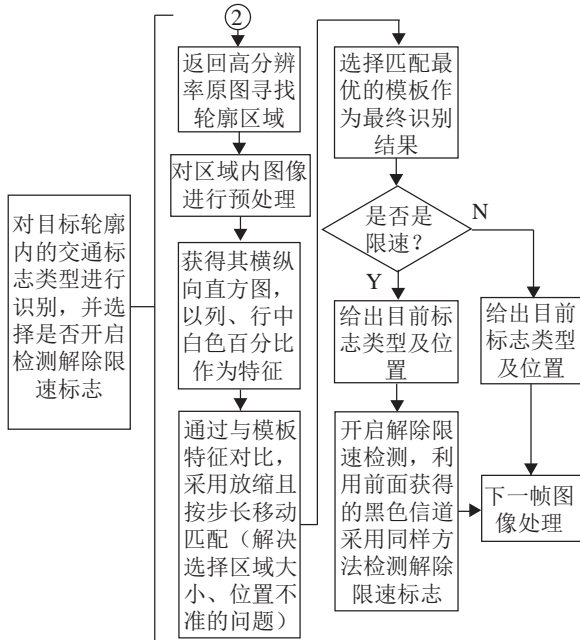 对目标轮廓
内的交通标
志类型进行
识别，并选
择是否开启
检测解除限
速标志
2
返回高分辨
率原图寻找
轮廓区域
对区域内图像
进行预处理
获得其横纵
向直方图，
以列、行中
白色百分比
作为特征
通过与模板
特征对比，
采用放缩且
按步长移动
匹配（解决
选择区域大
小、位置不
准的问题）
选择匹配最
优的模板作
为最终识别
结果
是否是
限速？
Y
N
给出目前标
志类型及位
置
开启解除限
速检测，利
用前面获得
的黑色信道
采用同样方
法检测解除
限速标志
给出目前
标志类型
及位置
下一帧图
像处理